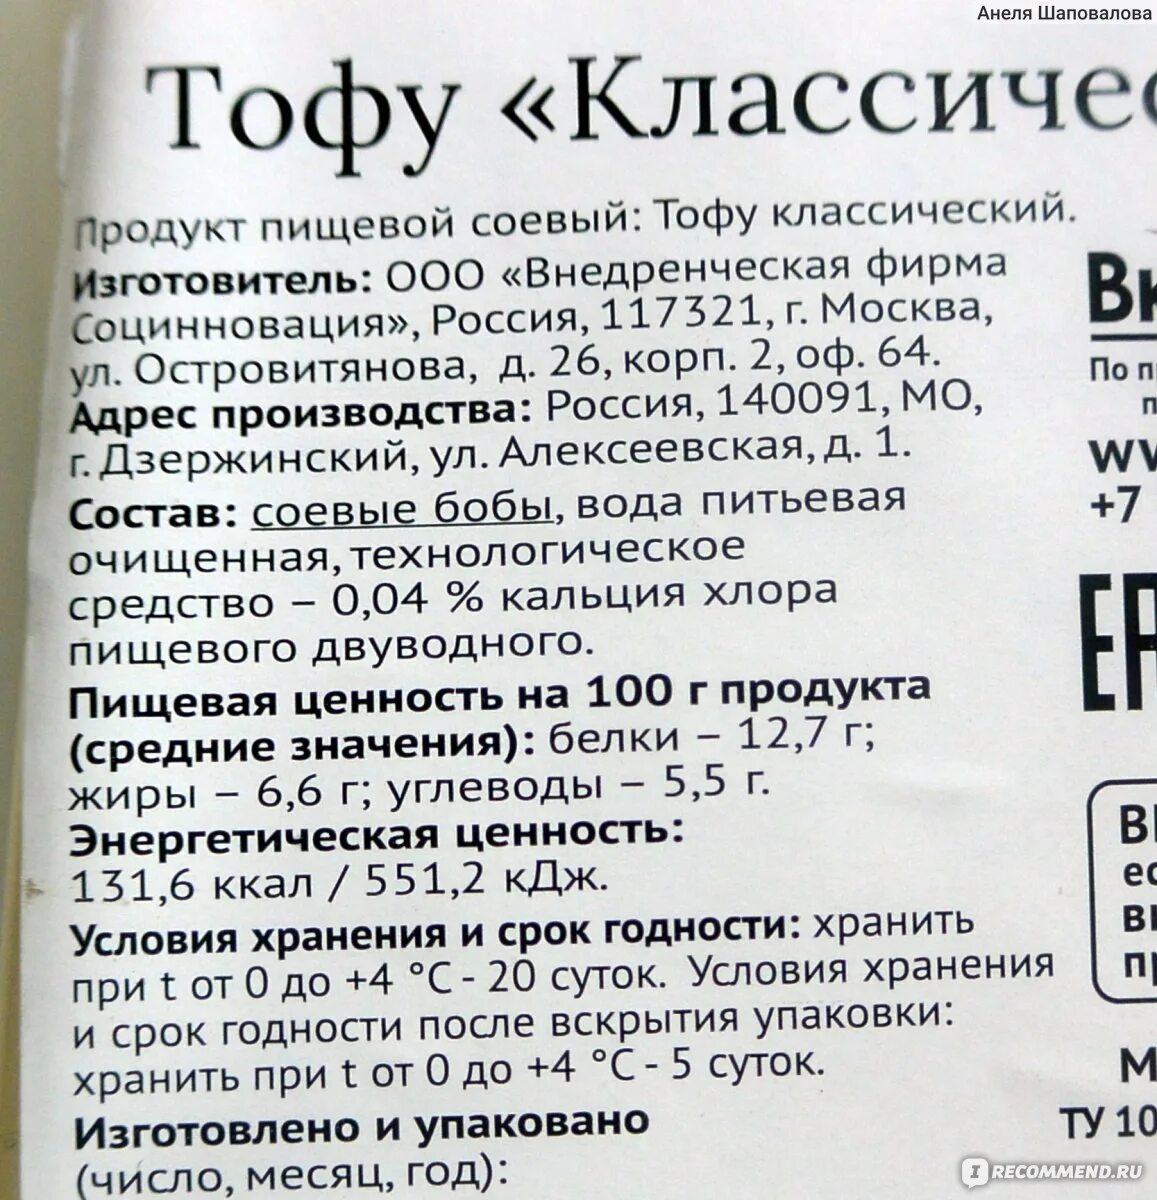 Анеля Шаповалова
Тофу «Классичес
Продукт пищевой соевый: Тофу классический.
Изготовитель: ООО «Внедренческая фирма
Социнновация», Россия, 117321, г. Москва,
ул. Островитянова, д. 26, корп. 2, оф. 64.
Адрес производства: Россия, 140091, МО,
г. Дзержинский, ул. Алексеевская, д. 1.
Состав: соевые бобы, вода питьевая
очищенная, технологическое
средство – 0,04 % кальция хлора
пищевого двуводного.
Пищевая ценность на 100 г продукта
(средние значения): белки – 12,7 г;
жиры – 6,6 г; углеводы – 5,5 г.
Энергетическая ценность:
131,6 ккал / 551,2 кДж.
Условия хранения и срок годности: хранить
при t от 0 до +4 °С - 20 суток. Условия хранения
и срок годности после вскрытия упаковки:
хранить при t от 0 до +4 °С - 5 суток.
Изготовлено и упаковано
(число, месяц, год):
По п
+7
EAC
ТУ 10
IRECOMMEND.RU